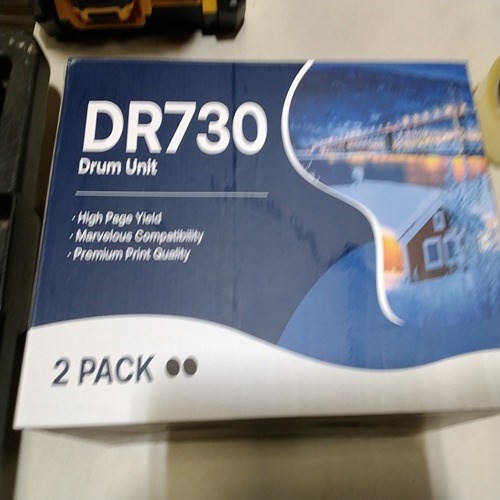 DR730
Drum Unit
· High Page Yield
· Marvelous Compatibility
· Premium Print Quality
2 PACK